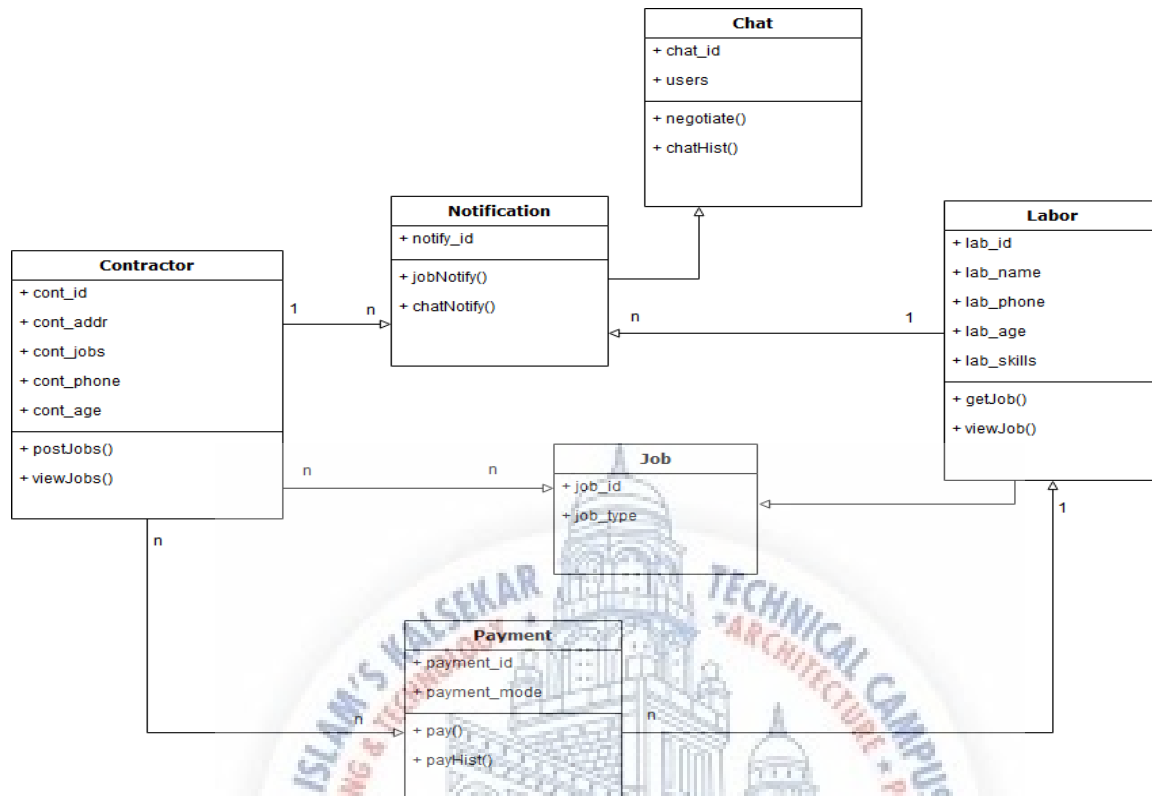 Chat
+ chat_id
+ users
+ negotiate()
+ chatHist()
Notification
+ notify_id
+ jobNotify()
+ chatNotify()
Labor
+ lab_id
+ lab_name
+ lab_phone
+ lab_age
+ lab_skills
+ getJob()
+ viewJob()
Contractor
+ cont_id
+ cont_addr
+ cont_jobs
+ cont_phone
+ cont_age
+ postJobs()
+ viewJobs()
1 n
n 1
n n
Job
+ job_id
+ job_type
1
n
Payment
+ payment_id
+ payment_mode
+ pay()
+ payHist()
n n
ISLAM'S KALSEKAR TECHNICAL CAMPUS
& TECHNOLOGY * * ARCHITECTURE *